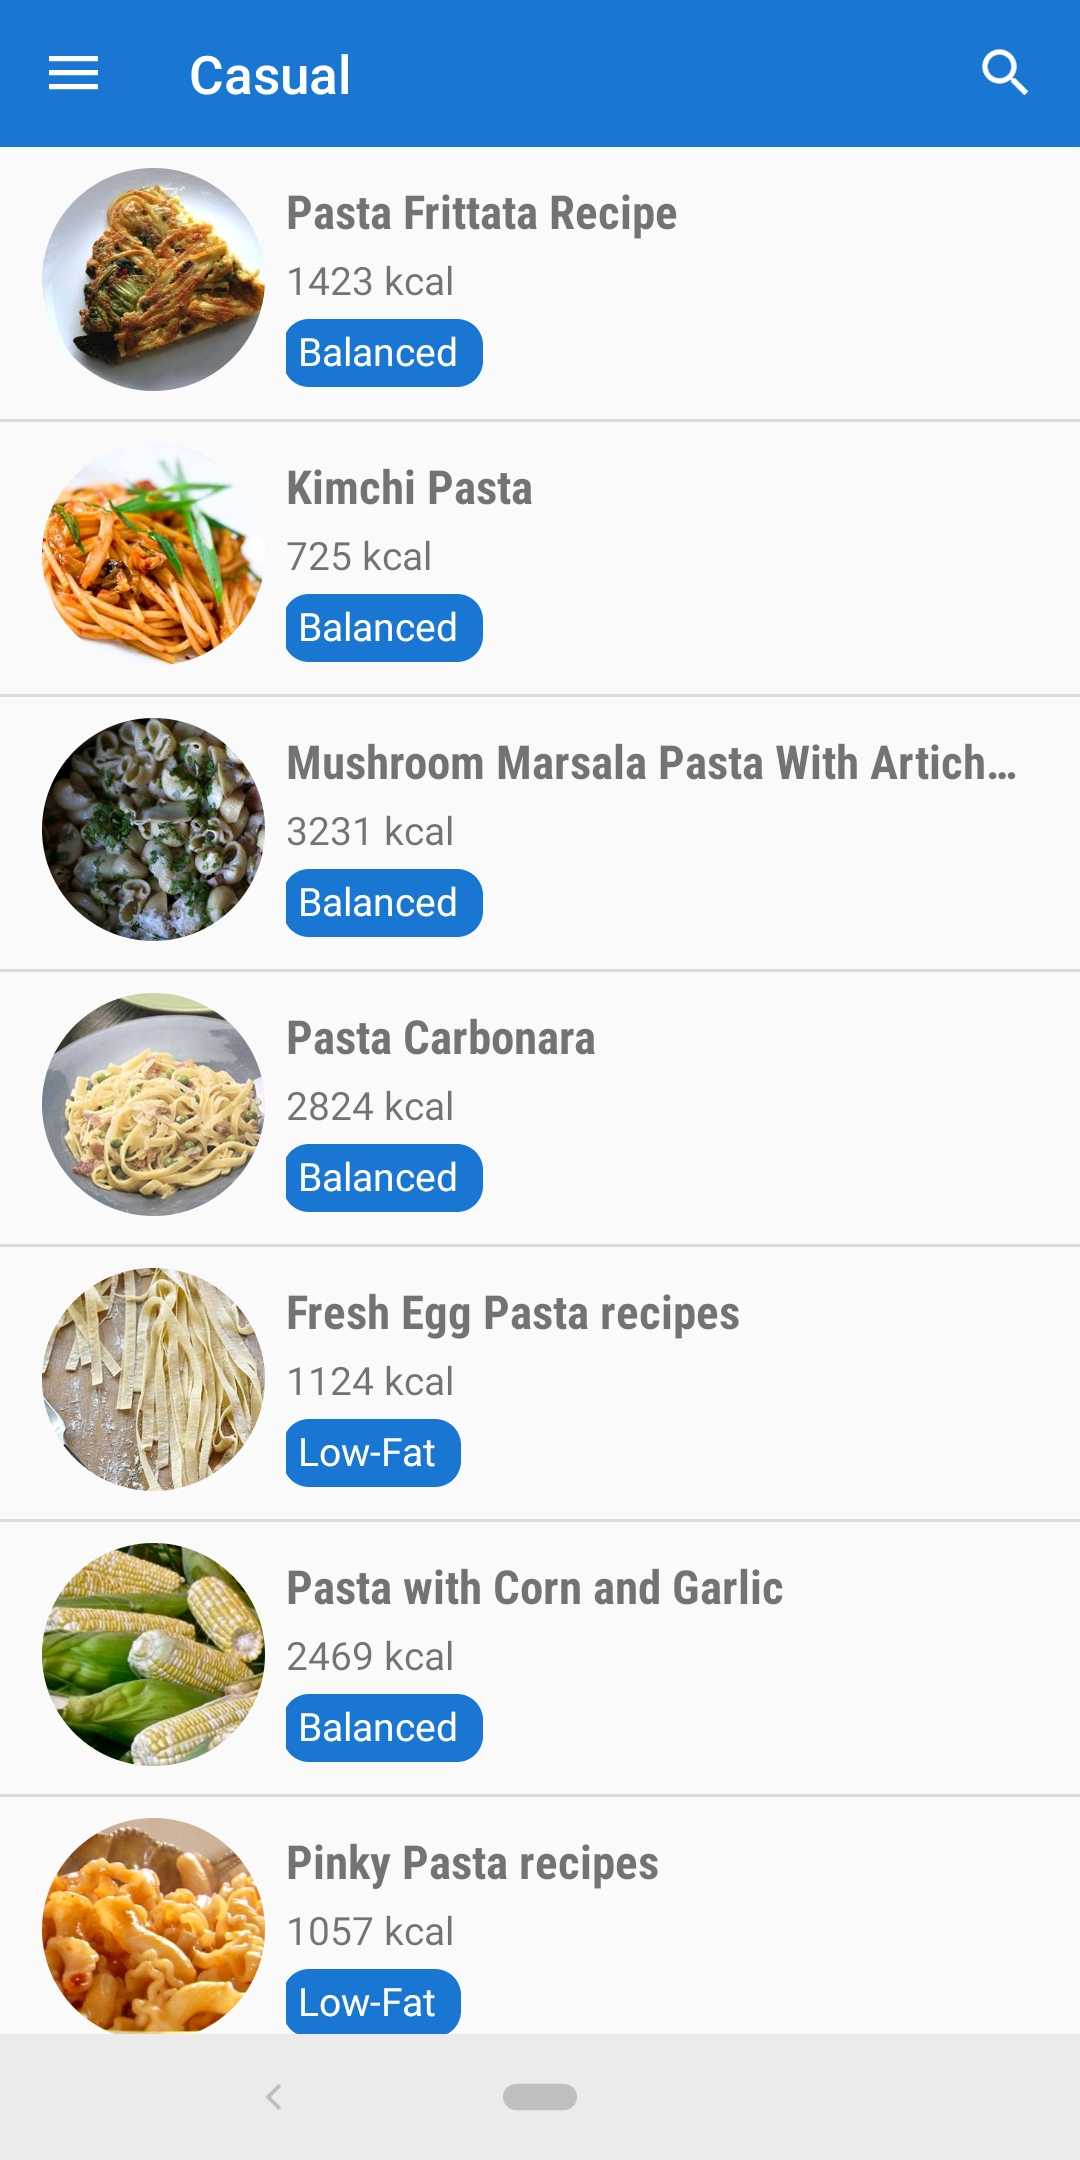 Casual
Pasta Frittata Recipe
1423 kcal
Balanced
Kimchi Pasta
725 kcal
Balanced
Mushroom Marsala Pasta With Artich...
3231 kcal
Balanced
Pasta Carbonara
2824 kcal
Balanced
Fresh Egg Pasta recipes
1124 kcal
Low-Fat
Pasta with Corn and Garlic
2469 kcal
Balanced
Pinky Pasta recipes
1057 kcal
Low-Fat